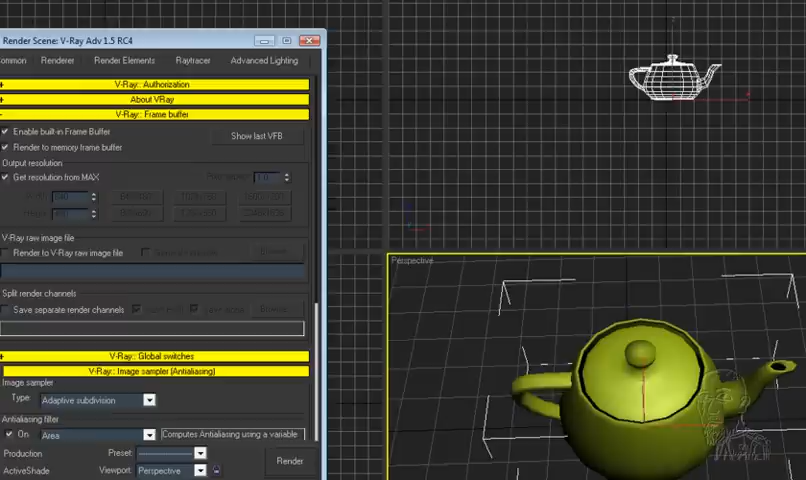 Render Scene: V-Ray Adv 1.5 RC4
ommon Renderer Render Elements Raytracer Advanced Lighting
+ V-Ray:: Authorization
+ About VRay
- V-Ray:: Frame buffer
Enable built-in Frame Buffer Show last VFB
Render to memory frame buffer
Output resolution
Get resolution from MAX 1.0
640
V-Ray raw image file
Render to V-Ray raw image file
Split render channels
Save separate render channels
+ V-Ray:: Global switches
V-Ray:: Image sampler (Antialiasing)
Image sampler
Type Adaptive subdivision
Antialiasing filter
On Area Computes Antialiasing using a variable
Production Preset:
ActiveShade Viewport: Perspective
Render
Perspective